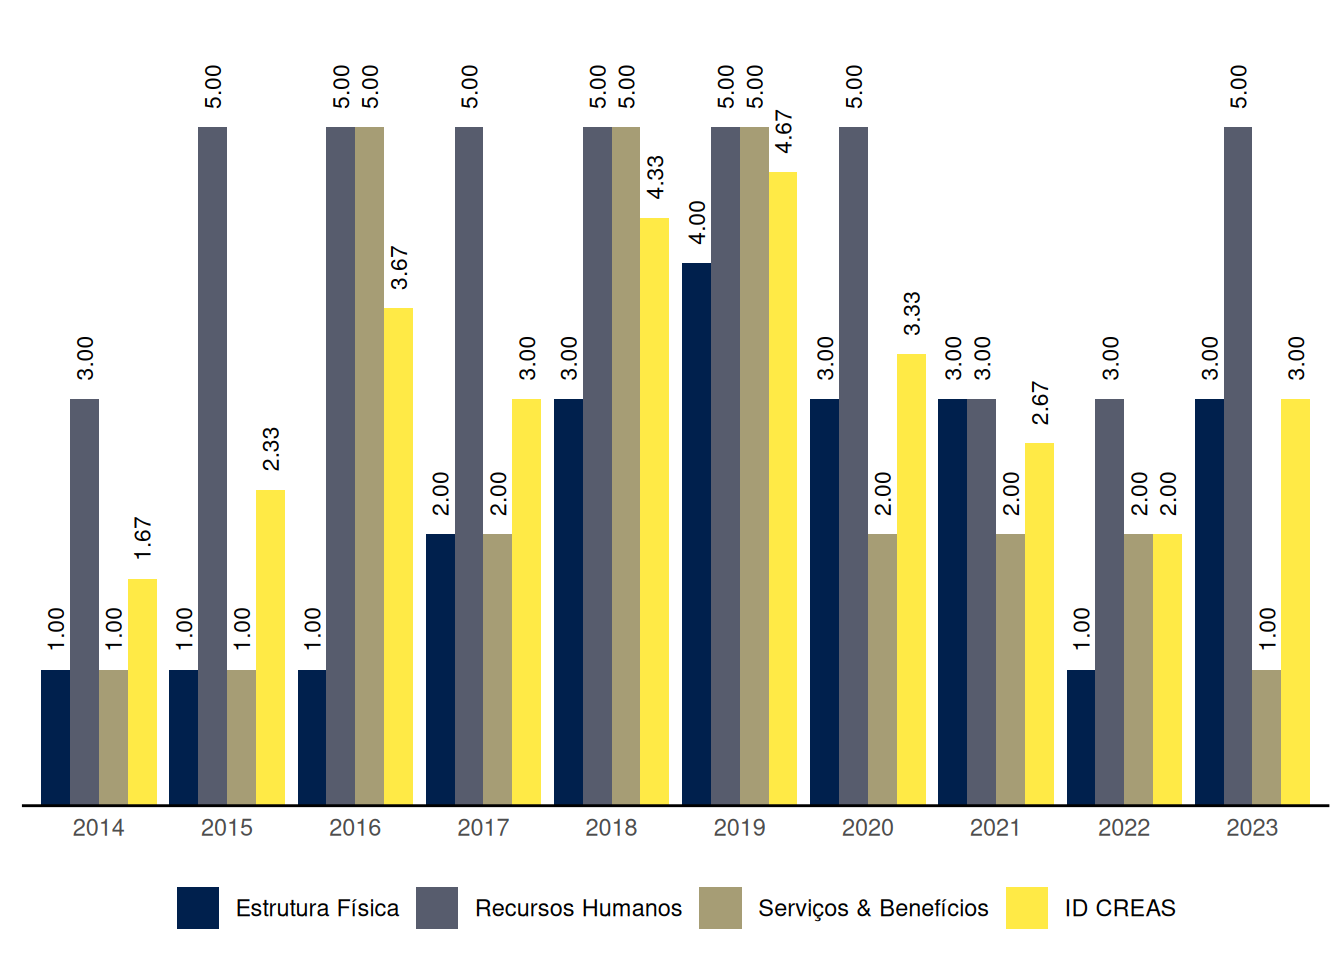 5.00 5.00 5.00 5.00 5.00 5.00 5.00 5.00 5.00 5.00
4.67
4.33
4.00
3.67
3.33
3.00 3.00 3.00 3.00 3.00 3.00 3.00 3.00 3.00
2.67
2.33
2.00 2.00 2.00 2.00 2.00 2.00
1.67
1.00 1.00 1.00 1.00 1.00 1.00 1.00
2014 2015 2016 2017 2018 2019 2020 2021 2022 2023
Estrutura Física Recursos Humanos Serviços & Benefícios ID CREAS